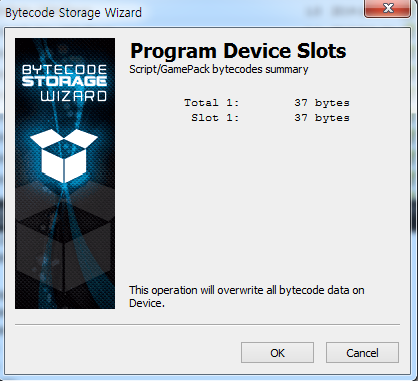 Bytecode Storage Wizard
BYTECODE
STORAGE
WIZARD
Program Device Slots
Script/GamePack bytecodes summary
Total 1: 37 bytes
Slot 1: 37 bytes
This operation will overwrite all bytecode data on
Device.
OK
Cancel